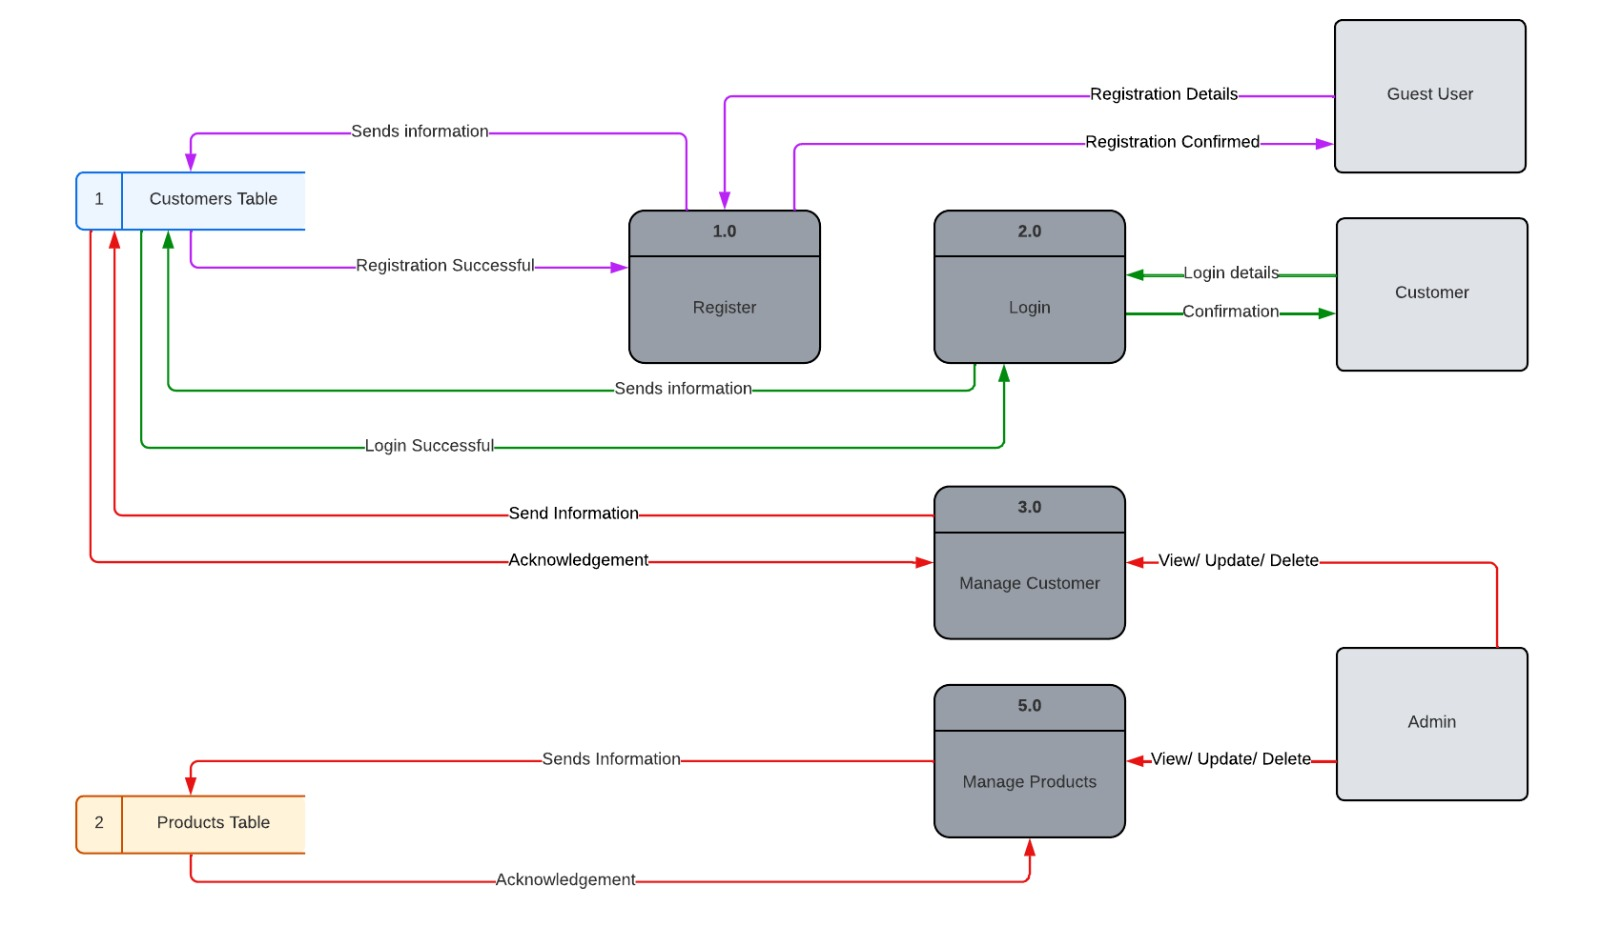 Guest User
Registration Details
Sends information
Registration Confirmed
1
Customers Table
1.0
2.0
Registration Successful
Login details
Customer
Register
Login
Confirmation
Sends information
Login Successful
3.0
Send Information
Acknowledgement
View/ Update/ Delete
Manage Customer
5.0
Admin
Sends Information
View/ Update/ Delete
Manage Products
2
Products Table
Acknowledgement